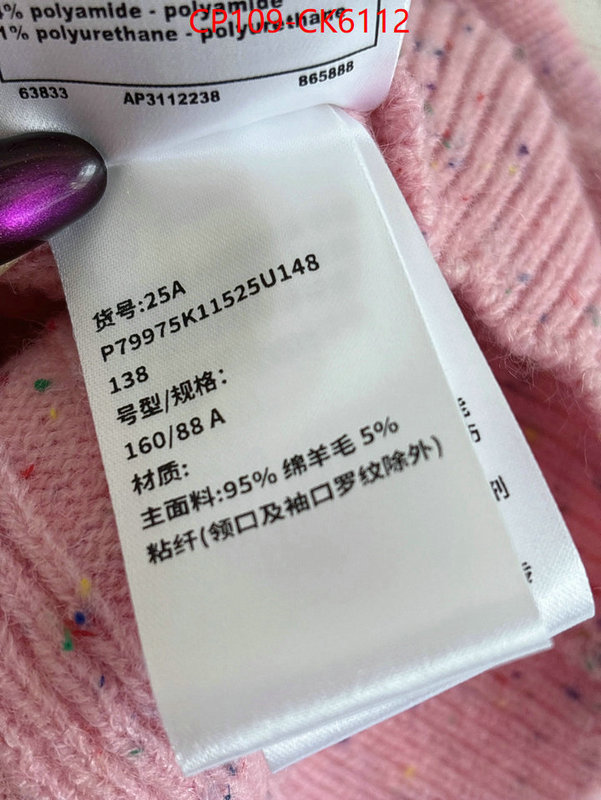 CP109-CK6112
4% polyamide - polyamide
1% polyurethane - polyurethane
63833 AP3112238 865888
货号:25A
P79975K11525U148
138
号型/规格:
160/88 A
材质:
主面料:95% 绵羊毛 5%
粘纤(领口及袖口罗纹除外)